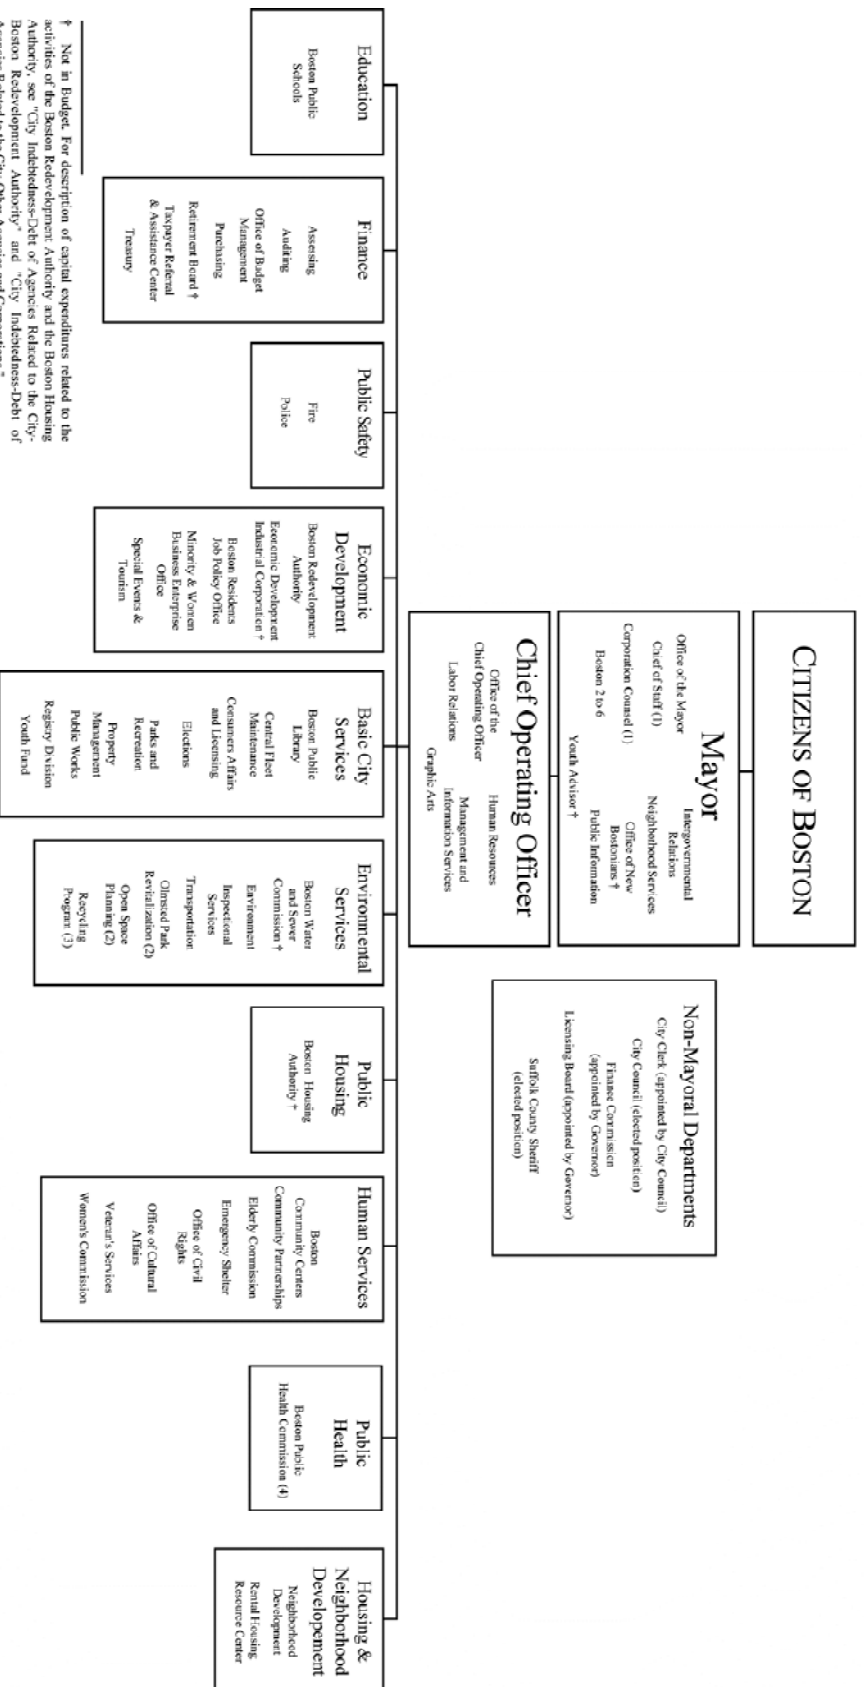 CITIZENS OF BOSTON
Mayor
Office of the Mayor
Chief of Staff (1)
Corporation Counsel (1)
Boston 2 to 6
Intergovernmental
Relations
Neighborhood Services
Office of New
Bostonians †
Public Information
Youth Advisor †
Non-Mayoral Departments
City Clerk (appointed by City Council)
City Council (elected position)
Finance Commission
(appointed by Governor)
Licensing Board (appointed by Governor)
Suffolk County Sheriff
(elected position)
Chief Operating Officer
Office of the
Chief Operating Officer
Labor Relations
Human Resources
Management and
Information Services
Graphic Arts
Education
Boston Public
Schools
Finance
Assessing
Auditing
Office of Budget
Management
Purchasing
Retirement Board †
Taxpayer Referral
& Assistance Center
Treasury
Public Safety
Fire
Police
Economic
Development
Boston Redevelopment
Authority
Economic Development
Industrial Corporation †
Boston Residents
Job Policy Office
Minority & Women
Business Enterprise
Office
Special Events &
Tourism
Basic City
Services
Boston Public
Library
Central Fleet
Maintenance
Consumers Affairs
and Licensing
Elections
Parks and
Recreation
Property
Management
Public Works
Registry Division
Youth Fund
Environmental
Services
Boston Water
and Sewer
Commission †
Environment
Inspectional
Services
Transportation
Olmsted Park
Revitalization (2)
Open Space
Planning (2)
Recycling
Program (3)
Public
Housing
Boston Housing
Authority †
Human Services
Boston
Community Centers
Community Partnerships
Elderly Commission
Emergency Shelter
Office of Civil
Rights
Office of Cultural
Affairs
Veteran's Services
Women's Commission
Public
Health
Boston Public
Health Commission (4)
Housing &
Neighborhood
Developement
Neighborhood
Development
Rental Housing
Resource Center
† Not in Budget. For description of capital expenditures related to the
activities of the Boston Redevelopment Authority and the Boston Housing
Authority, see "City Indebtedness-Debt of Agencies Related to the City-
Boston Redevelopment Authority" and "City Indebtedness-Debt of
Agencies Related to the City-Other Agencies and Corporations."